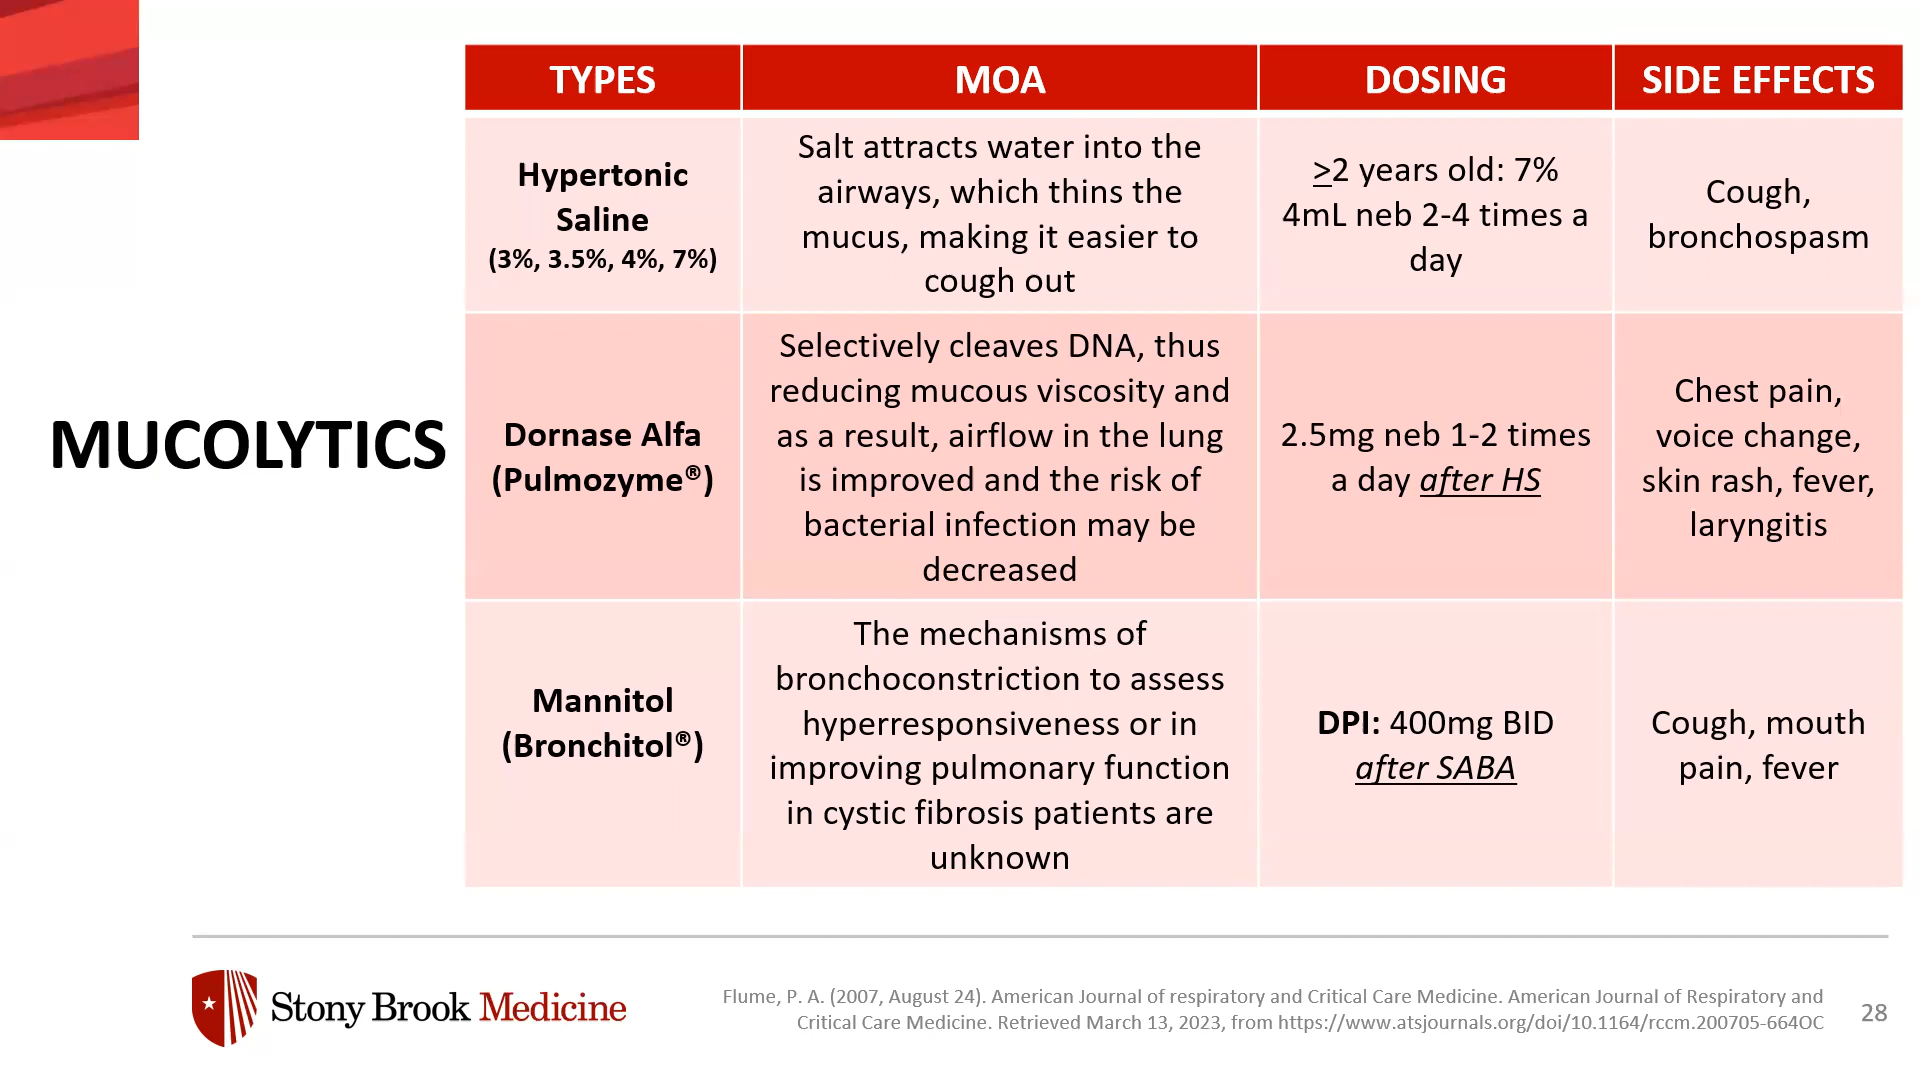 MUCOLYTICS
TYPES
MOA
DOSING
SIDE EFFECTS
Hypertonic
Saline
(3%, 3.5%, 4%, 7%)
Salt attracts water into the
airways, which thins the
mucus, making it easier to
cough out
>2 years old: 7%
4mL neb 2-4 times a
day
Cough,
bronchospasm
Dornase Alfa
(Pulmozyme®)
Selectively cleaves DNA, thus
reducing mucous viscosity and
as a result, airflow in the lung
is improved and the risk of
bacterial infection may be
decreased
2.5mg neb 1-2 times
a day after HS
Chest pain,
voice change,
skin rash, fever,
laryngitis
Mannitol
(Bronchitol®)
The mechanisms of
bronchoconstriction to assess
hyperresponsiveness or in
improving pulmonary function
in cystic fibrosis patients are
unknown
DPI: 400mg BID
after SABA
Cough, mouth
pain, fever
Stony Brook Medicine
Flume, P. A. (2007, August 24). American Journal of respiratory and Critical Care Medicine. American Journal of Respiratory and
Critical Care Medicine. Retrieved March 13, 2023, from https://www.atsjournals.org/doi/10.1164/rccm.200705-664OC
28